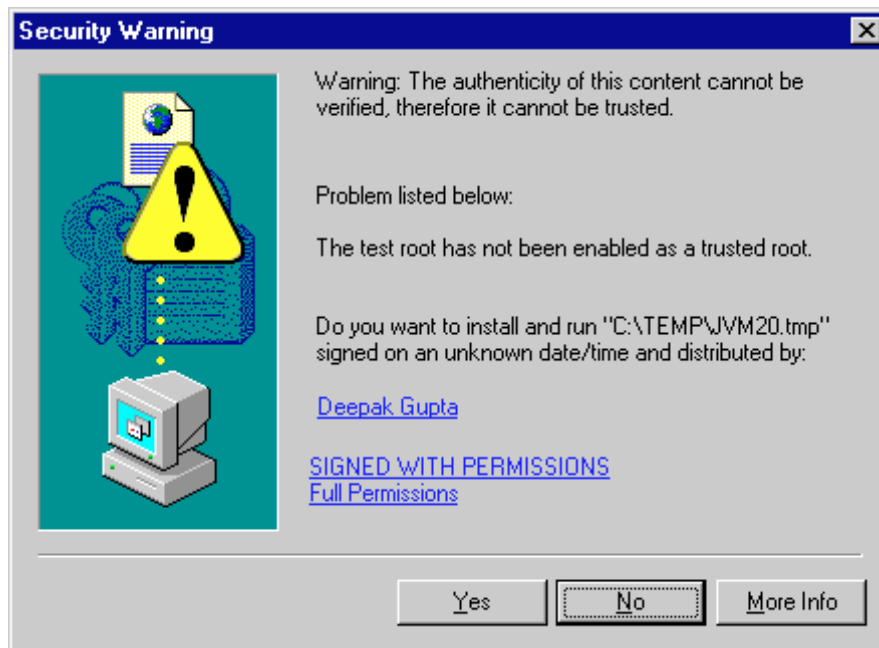 Security Warning
Warning: The authenticity of this content cannot be
verified, therefore it cannot be trusted.
Problem listed below:
The test root has not been enabled as a trusted root.
Do you want to install and run "C:\TEMP\JVM20.tmp"
signed on an unknown date/time and distributed by:
Deepak Gupta
SIGNED WITH PERMISSIONS
Full Permissions
Yes No More Info